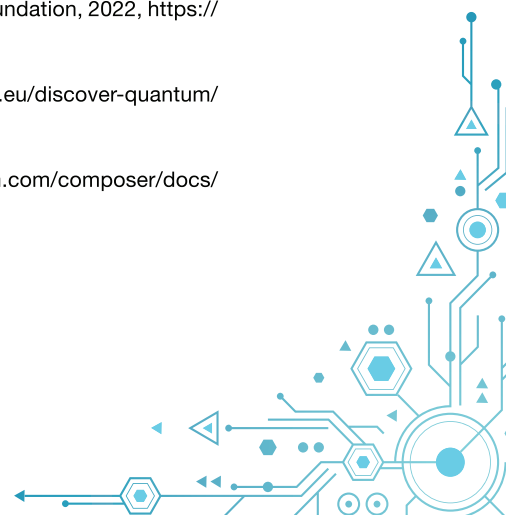 undation, 2022, https://
.eu/discover-quantum/
.com/composer/docs/